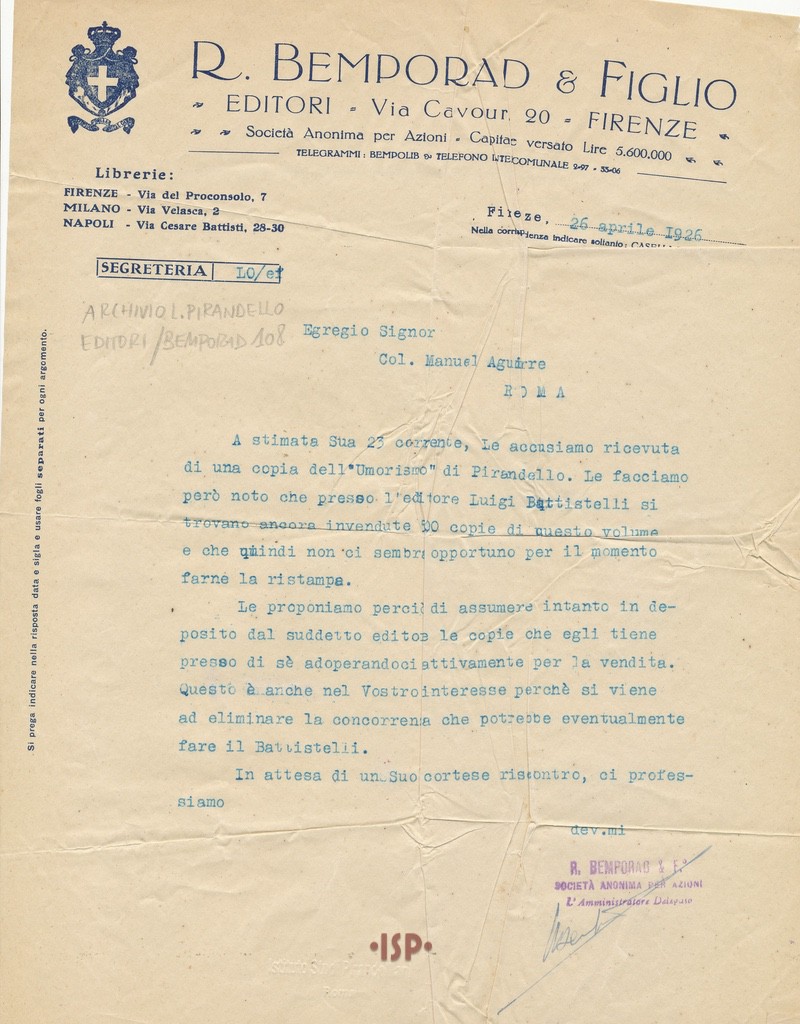 R. BEMPORAD & FIGLIO
EDITORI - Via Cavour, 20 - FIRENZE
Società Anonima per Azioni - Capitae versato Lire 5.600.000
TELEGRAMMI: BEMPOLIB TELEFONO INTECOMUNALE 2-97 - 33-06
Librerie:
FIRENZE - Via del Proconsolo, 7
MILANO - Via Velasca, 2
NAPOLI - Via Cesare Battisti, 28-30
Fireze, 26 aprile 1926
Nella corrispenza indicare soltanto:
SEGRETERIA LO/
ARCHIVIO L. PIRANDELLO
EDITORI/BEMPORAD 108
Egregio Signor
Col. Manuel Aguirre
ROMA
A stimata Sua 23 corrente, Le accusiamo ricevuta
di una copia dell'"Umorismo" di Pirandello. Le facciamo
però noto che presso l'editore Luigi Battistelli si
trovano ancora invendute copie di questo volume
e che quindi non ci sembra opportuno per il momento
farne la ristampa.
Le proponiamo perciò di assumere intanto in de-
posito dal suddetto editore le copie che egli tiene
presso di sè adoperandoci attivamente per la vendita.
Questo è anche nel Vostro interesse perchè si viene
ad eliminare la concorrenza che potrebbe eventualmente
fare il Battistelli.
In attesa di un Suo cortese riscontro, ci profes-
siamo
dev.mi
R. BEMPORAD & F.º
SOCIETÀ ANONIMA PER AZIONI
L'Amministratore Delegato
Si prega indicare nella risposta data e sigla e usare fogli separati per ogni argomento.
•ISP•